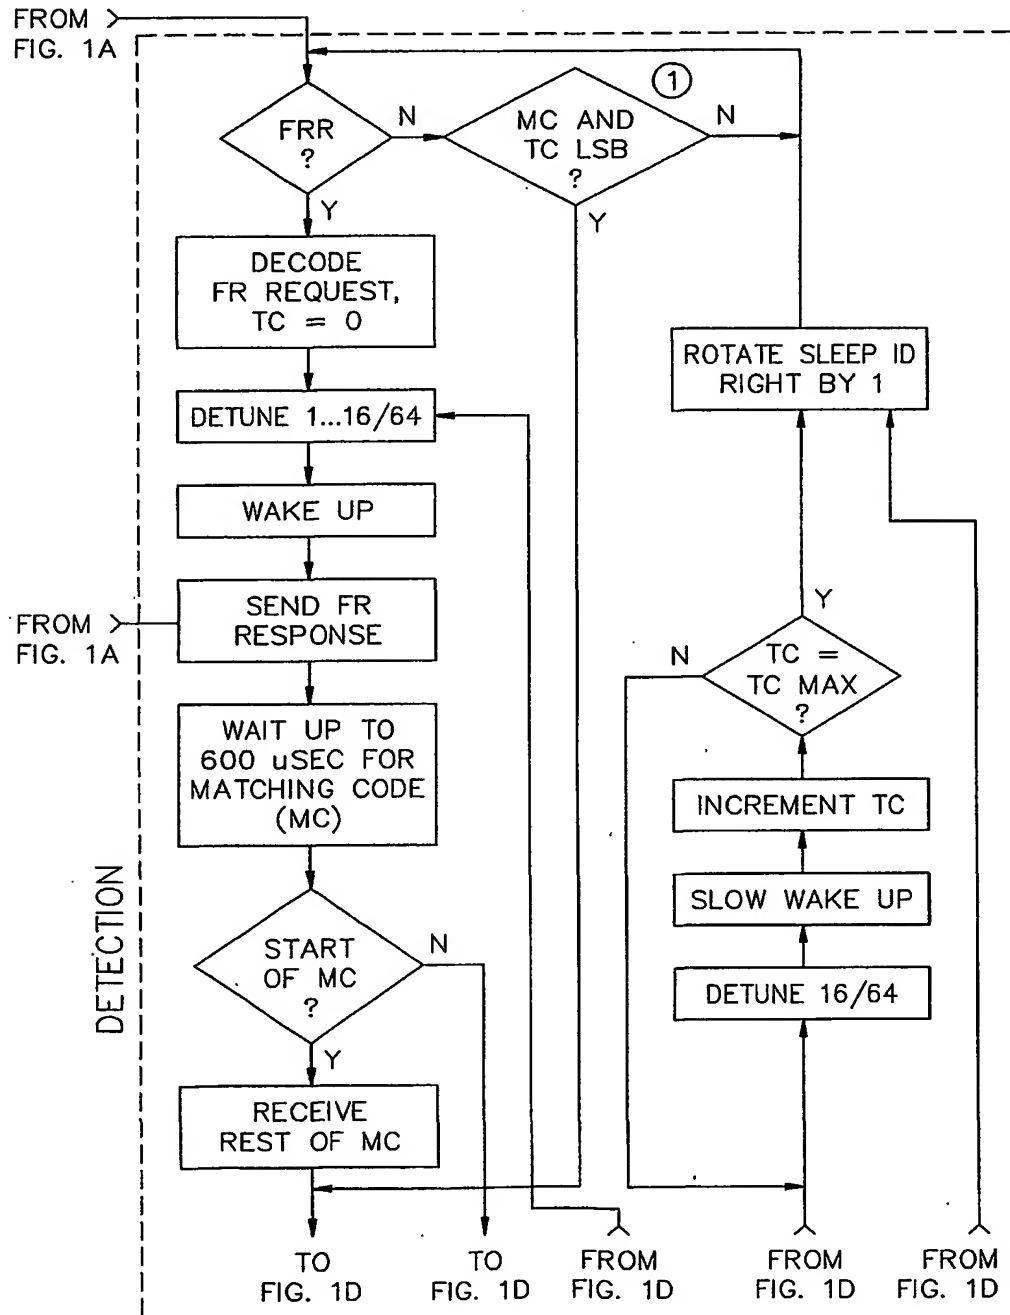 FROM
FIG. 1A
FRR
?
N
Y
MC AND
TC LSB
?
1
N
Y
DECODE
FR REQUEST,
TC = 0
DETUNE 1...16/64
WAKE UP
FROM
FIG. 1A
SEND FR
RESPONSE
WAIT UP TO
600 uSEC FOR
MATCHING CODE
(MC)
START
OF MC
?
N
Y
RECEIVE
REST OF MC
DETECTION
ROTATE SLEEP ID
RIGHT BY 1
Y
N
TC =
TC MAX
?
INCREMENT TC
SLOW WAKE UP
DETUNE 16/64
TO
FIG. 1D
TO
FIG. 1D
FROM
FIG. 1D
FROM
FIG. 1D
FROM
FIG. 1D